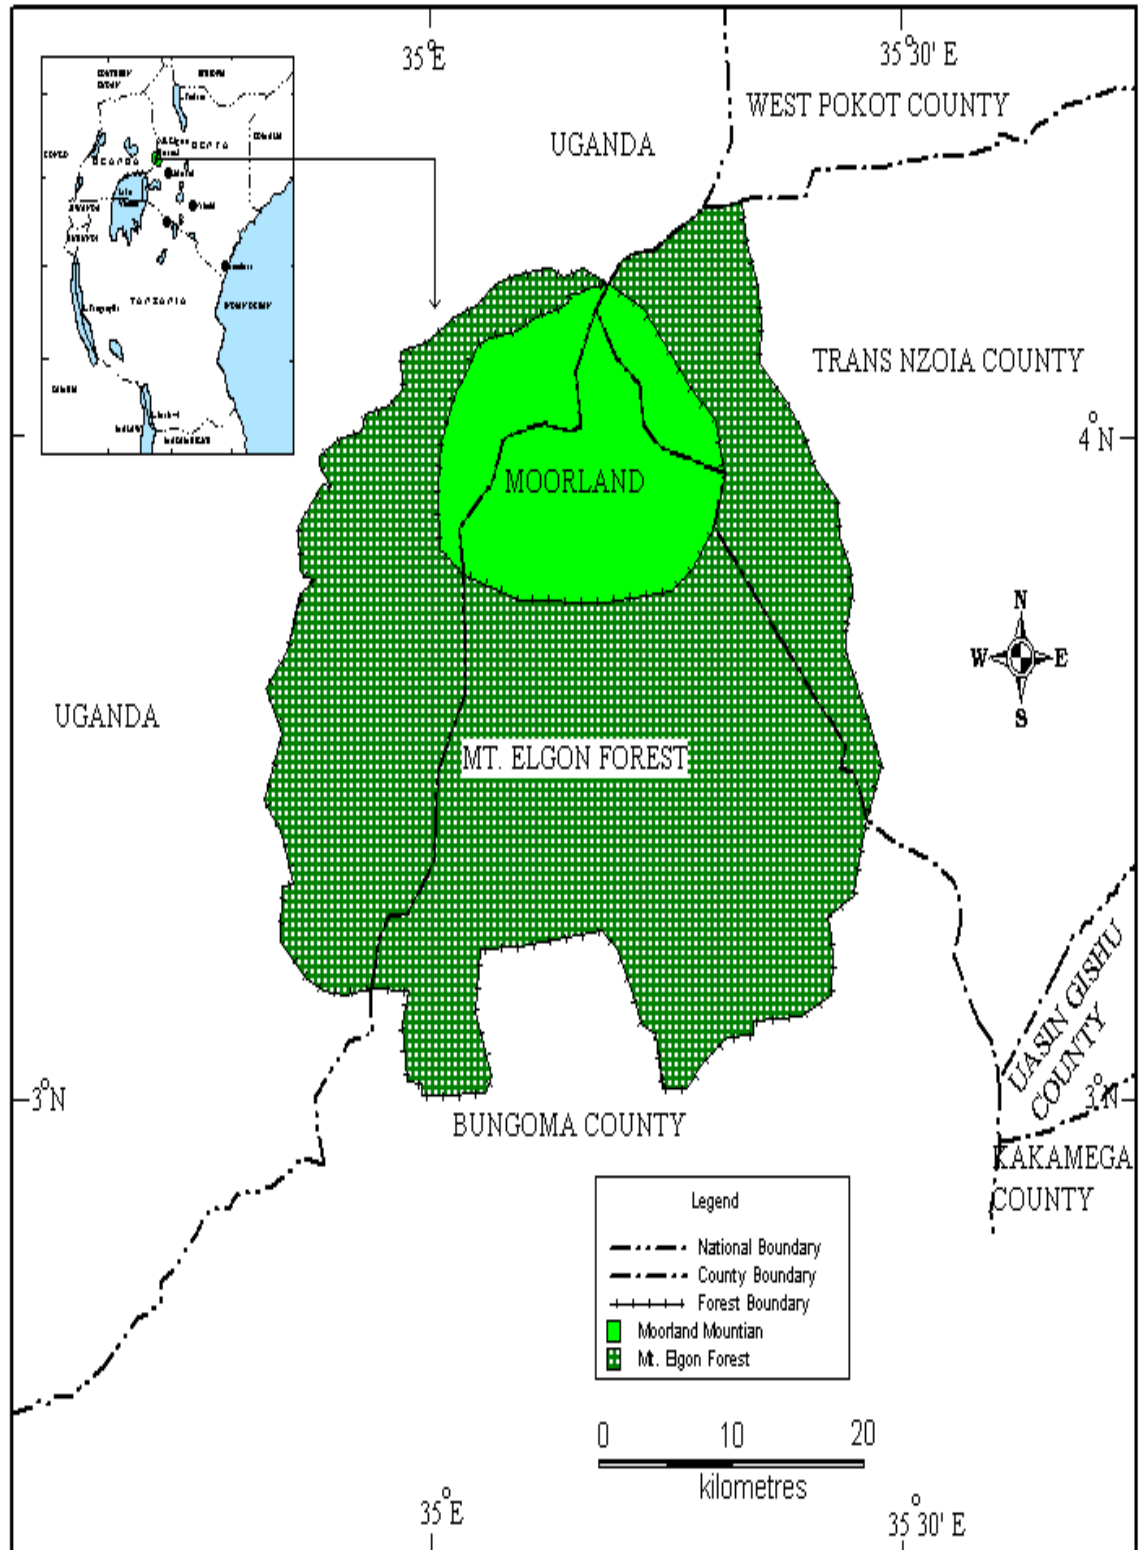 35°E
35°30' E
WEST POKOT COUNTY
UGANDA
TRANS NZOIA COUNTY
4°N
MOORLAND
N
W
E
S
UGANDA
MT. ELGON FOREST
UASIN GISHU
COUNTY
3°N
3°N
BUNGOMA COUNTY
KAKAMEGA
COUNTY
Legend
National Boundary
County Boundary
Forest Boundary
Moorland Mountian
Mt. Elgon Forest
0 10 20
kilometres
35°E
35°30' E
UGANDA
TANZANIA